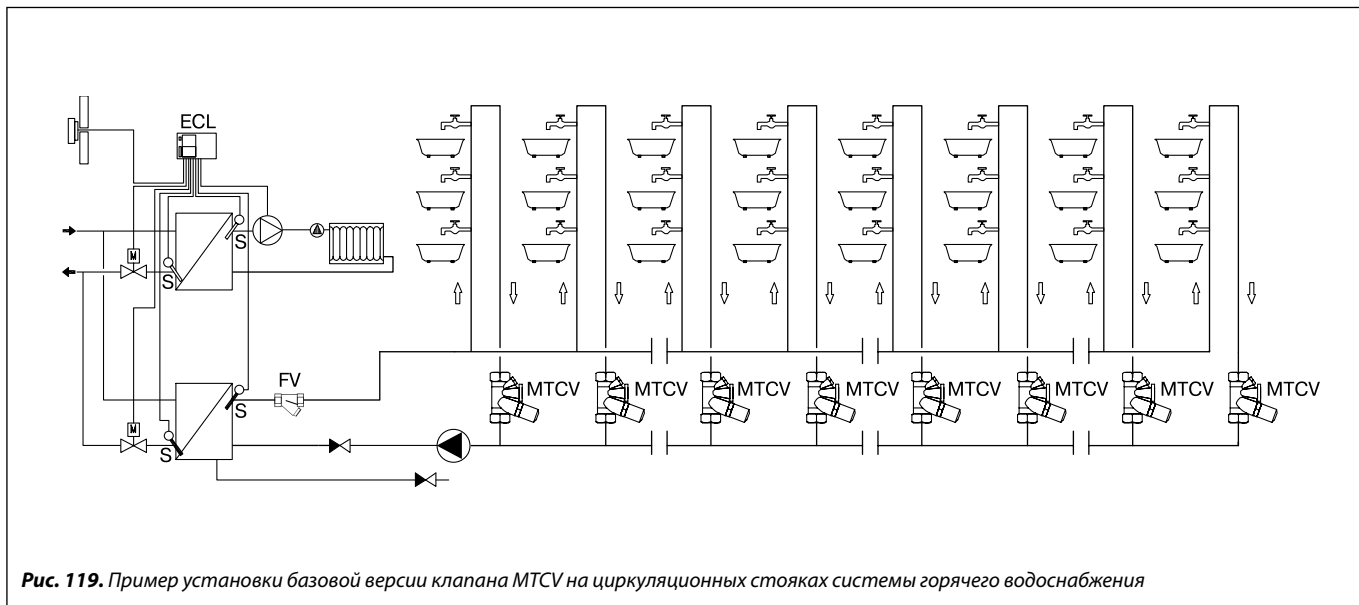 ECL
M
S
S
FV
M
S
S
MTCV
MTCV
MTCV
MTCV
MTCV
MTCV
MTCV
MTCV
Рис. 119. Пример установки базовой версии клапана MTCV на циркуляционных стояках системы горячего водоснабжения